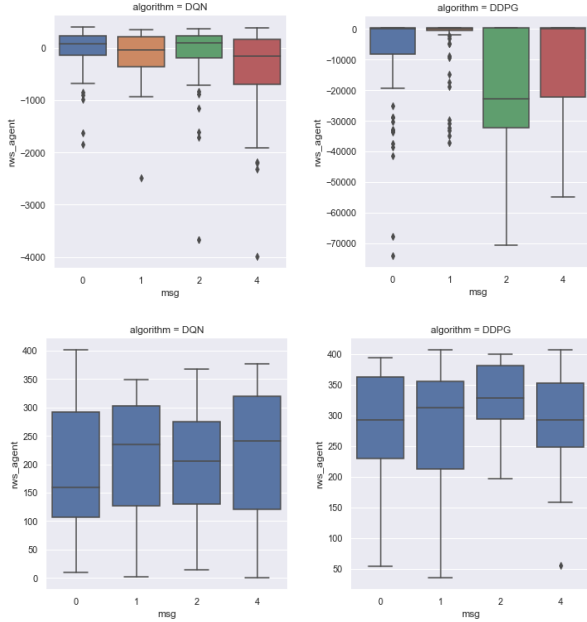 algorithm = DQN
0
−1000
−2000
−3000
−4000
rws_agent
0 1 2 4
msg
algorithm = DDPG
0
−10000
−20000
−30000
−40000
−50000
−60000
−70000
rws_agent
0 1 2 4
msg
algorithm = DQN
400
350
300
250
200
150
100
50
0
rws_agent
0 1 2 4
msg
algorithm = DDPG
400
350
300
250
200
150
100
50
rws_agent
0 1 2 4
msg